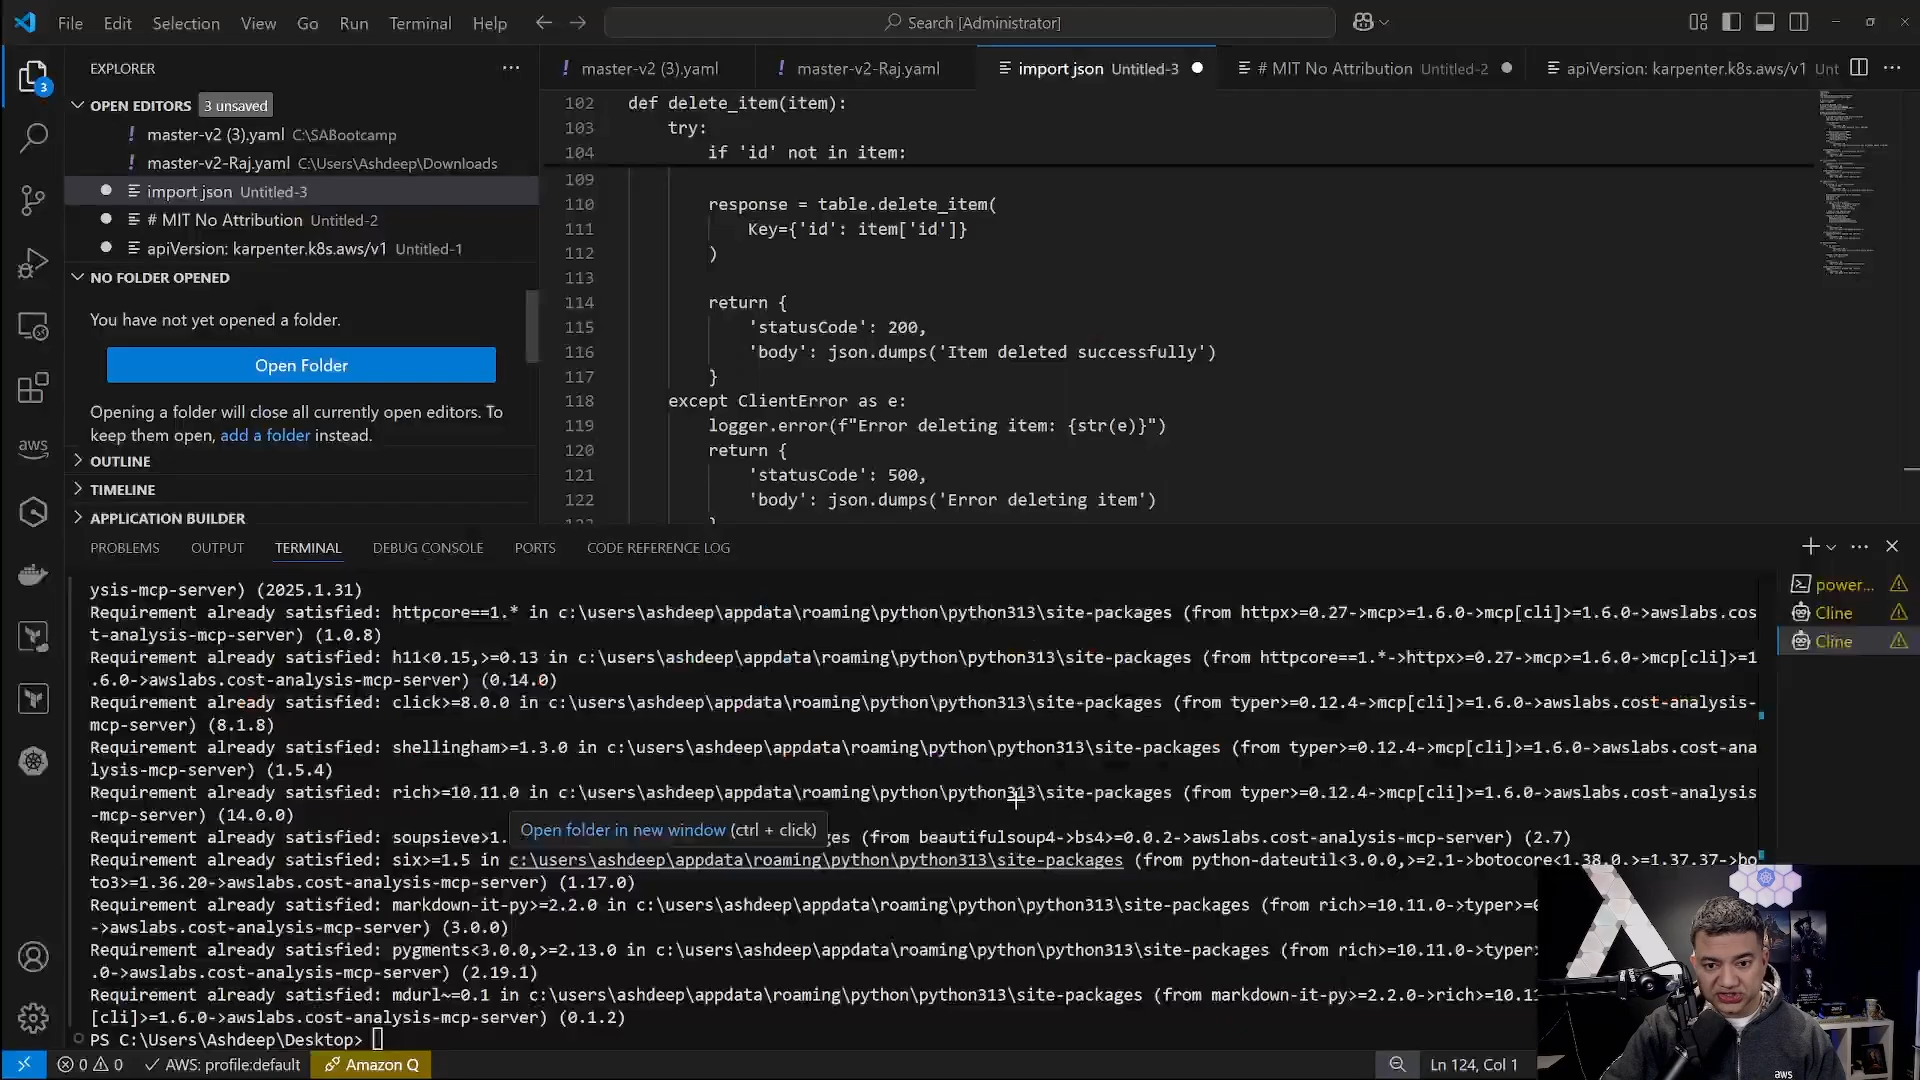 File Edit Selection View Go Run Terminal Help
Search [Administrator]
EXPLORER
OPEN EDITORS 3 unsaved
! master-v2 (3).yaml C:\SABootcamp
! master-v2-Raj.yaml C:\Users\Ashdeep\Downloads
import json Untitled-3
# MIT No Attribution Untitled-2
apiVersion: karpenter.k8s.aws/v1 Untitled-1
NO FOLDER OPENED
You have not yet opened a folder.
Open Folder
Opening a folder will close all currently open editors. To
keep them open, add a folder instead.
OUTLINE
TIMELINE
APPLICATION BUILDER
3
aws
! master-v2 (3).yaml
! master-v2-Raj.yaml
import json Untitled-3
# MIT No Attribution Untitled-2
apiVersion: karpenter.k8s.aws/v1 Unt
102 def delete_item(item):
103 try:
104 if 'id' not in item:
109
110 response = table.delete_item(
111 Key={'id': item['id']}
112 )
113
114 return {
115 'statusCode': 200,
116 'body': json.dumps('Item deleted successfully')
117 }
118 except ClientError as e:
119 logger.error(f"Error deleting item: {str(e)}")
120 return {
121 'statusCode': 500,
122 'body': json.dumps('Error deleting item')
PROBLEMS OUTPUT TERMINAL DEBUG CONSOLE PORTS CODE REFERENCE LOG
power...
Cline
Cline
ysis-mcp-server) (2025.1.31)
Requirement already satisfied: httpcore==1.* in c:\users\ashdeep\appdata\roaming\python\python313\site-packages (from httpx>=0.27->mcp>=1.6.0->mcp[cli]>=1.6.0->awslabs.cos
t-analysis-mcp-server) (1.0.8)
Requirement already satisfied: h11<0.15,>=0.13 in c:\users\ashdeep\appdata\roaming\python\python313\site-packages (from httpcore==1.*->httpx>=0.27->mcp>=1.6.0->mcp[cli]>=1
.6.0->awslabs.cost-analysis-mcp-server) (0.14.0)
Requirement already satisfied: click>=8.0.0 in c:\users\ashdeep\appdata\roaming\python\python313\site-packages (from typer>=0.12.4->mcp[cli]>=1.6.0->awslabs.cost-analysis-
mcp-server) (8.1.8)
Requirement already satisfied: shellingham>=1.3.0 in c:\users\ashdeep\appdata\roaming\python\python313\site-packages (from typer>=0.12.4->mcp[cli]>=1.6.0->awslabs.cost-ana
lysis-mcp-server) (1.5.4)
Requirement already satisfied: rich>=10.11.0 in c:\users\ashdeep\appdata\roaming\python\python313\site-packages (from typer>=0.12.4->mcp[cli]>=1.6.0->awslabs.cost-analysis
-mcp-server) (14.0.0)
Open folder in new window (ctrl + click)
Requirement already satisfied: soupsieve>1. ges (from beautifulsoup4->bs4>=0.0.2->awslabs.cost-analysis-mcp-server) (2.7)
Requirement already satisfied: six>=1.5 in c:\users\ashdeep\appdata\roaming\python\python313\site-packages (from python-dateutil<3.0.0,>=2.1->botocore<1.38.0,>=1.37.37->bo
to3>=1.36.20->awslabs.cost-analysis-mcp-server) (1.17.0)
Requirement already satisfied: markdown-it-py>=2.2.0 in c:\users\ashdeep\appdata\roaming\python\python313\site-packages (from rich>=10.11.0->typer>=
->awslabs.cost-analysis-mcp-server) (3.0.0)
Requirement already satisfied: pygments<3.0.0,>=2.13.0 in c:\users\ashdeep\appdata\roaming\python\python313\site-packages (from rich>=10.11.0->typer
.0->awslabs.cost-analysis-mcp-server) (2.19.1)
Requirement already satisfied: mdurl~=0.1 in c:\users\ashdeep\appdata\roaming\python\python313\site-packages (from markdown-it-py>=2.2.0->rich>=10.1
[cli]>=1.6.0->awslabs.cost-analysis-mcp-server) (0.1.2)
PS C:\Users\Ashdeep\Desktop>
0 0 AWS: profile:default Amazon Q
Ln 124, Col 1
aws